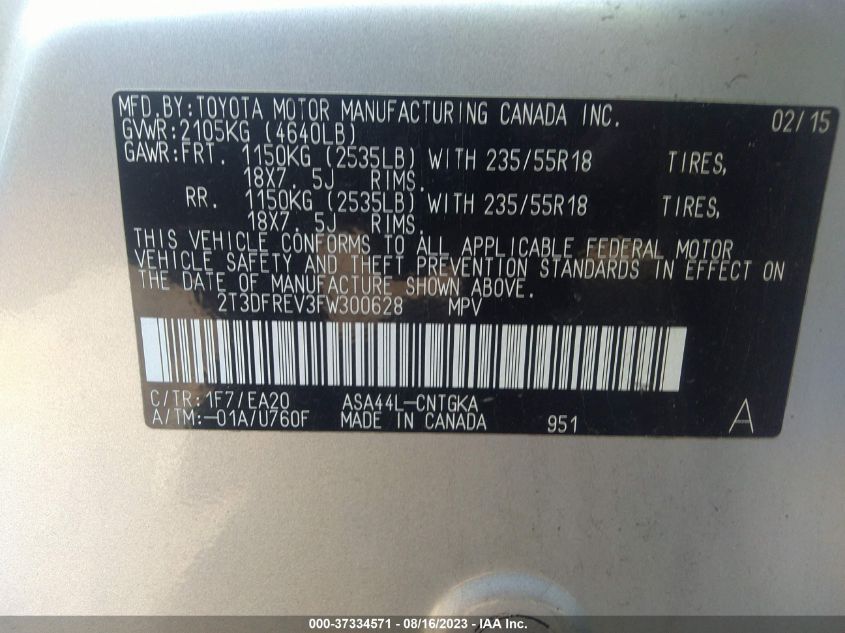 MFD.BY:TOYOTA MOTOR MANUFACTURING CANADA INC. 02/15
GVWR:2105KG (4640LB)
GAWR:FRT. 1150KG (2535LB) WITH 235/55R18 TIRES,
18X7. 5J RIMS.
RR. 1150KG (2535LB) WITH 235/55R18 TIRES,
18X7. 5J RIMS.
THIS VEHICLE CONFORMS TO ALL APPLICABLE FEDERAL MOTOR
VEHICLE SAFETY AND THEFT PREVENTION STANDARDS IN EFFECT ON
THE DATE OF MANUFACTURE SHOWN ABOVE.
2T3DFREV3FW300628 MPV
C/TR:1F7/EA20 ASA44L-CNTGKA
A/TM:-01A/U760F MADE IN CANADA 951 A
000-37334571 - 08/16/2023 - IAA Inc.